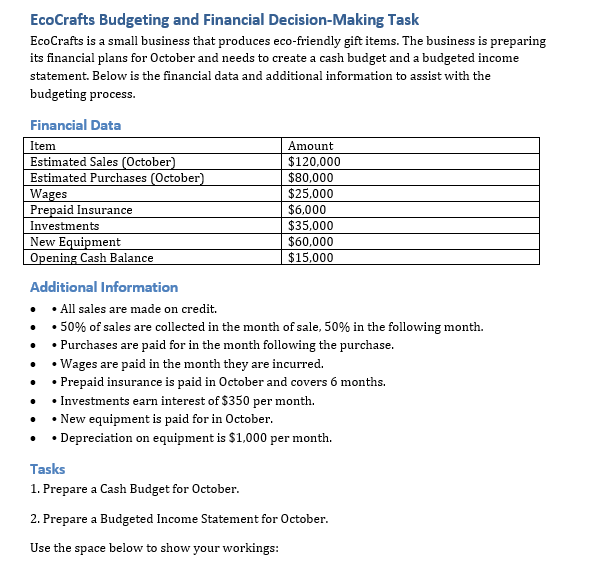 EcoCrafts Budgeting and Financial Decision-Making Task
EcoCrafts is a small business that produces eco-friendly gift items. The business is preparing
its financial plans for October and needs to create a cash budget and a budgeted income
statement. Below is the financial data and additional information to assist with the
budgeting process.
Financial Data
Item Amount
Estimated Sales (October) $120,000
Estimated Purchases (October) $80,000
Wages $25,000
Prepaid Insurance $6,000
Investments $35,000
New Equipment $60,000
Opening Cash Balance $15,000
Additional Information
• • All sales are made on credit.
• • 50% of sales are collected in the month of sale, 50% in the following month.
• • Purchases are paid for in the month following the purchase.
• • Wages are paid in the month they are incurred.
• • Prepaid insurance is paid in October and covers 6 months.
• • Investments earn interest of $350 per month.
• • New equipment is paid for in October.
• • Depreciation on equipment is $1,000 per month.
Tasks
1. Prepare a Cash Budget for October.
2. Prepare a Budgeted Income Statement for October.
Use the space below to show your workings: